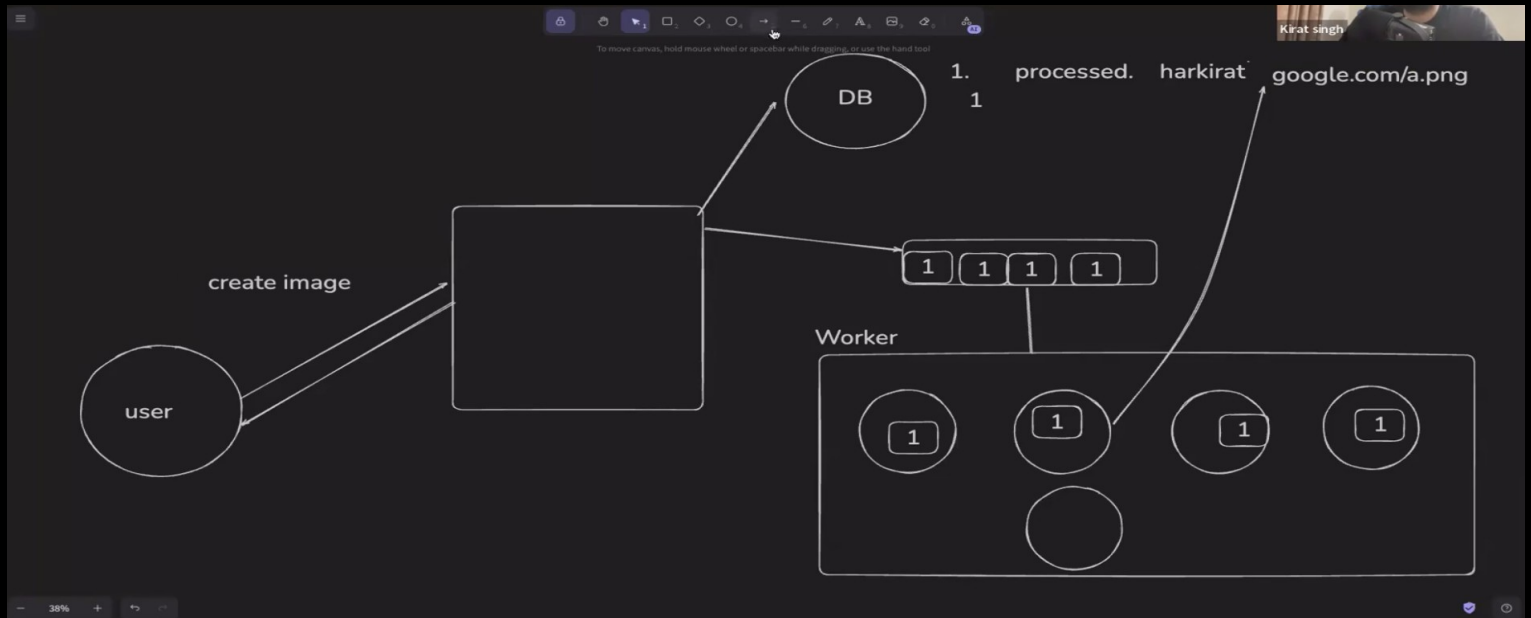 To move canvas, hold mouse wheel or spacebar while dragging, or use the hand tool
Kirat singh
DB
1. processed. harkirat google.com/a.png
1
create image
1 1 1 1
Worker
user
1 1 1 1
38%
AI